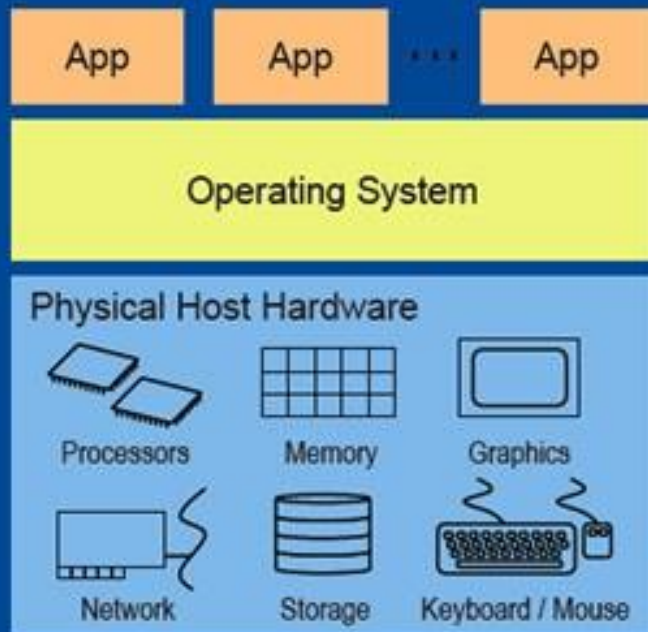 App App ... App
Operating System
Physical Host Hardware
Processors Memory Graphics
Network Storage Keyboard / Mouse